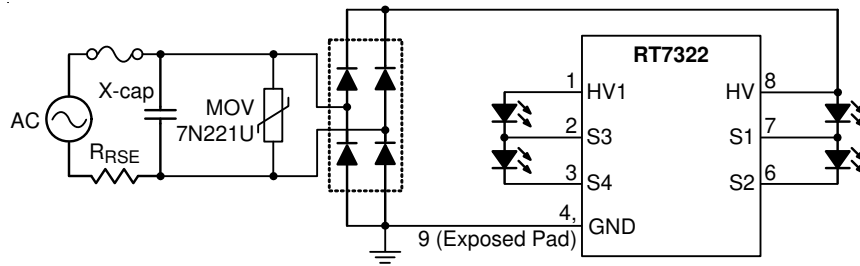 RT7322
X-cap
MOV
7N221U
AC
RRSE
1 HV1 HV 8
2 S3 S1 7
3 S4 S2 6
4, GND
9 (Exposed Pad)